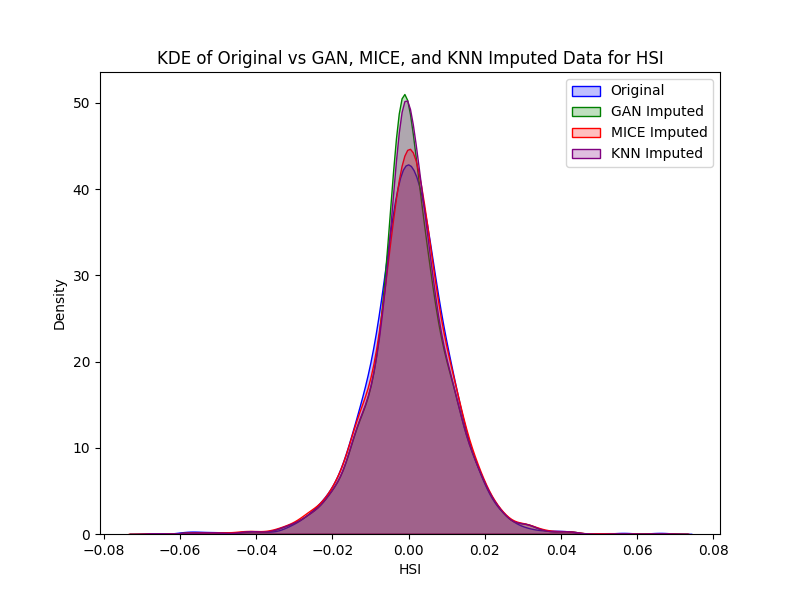 KDE of Original vs GAN, MICE, and KNN Imputed Data for HSI
Original
GAN Imputed
MICE Imputed
KNN Imputed
Density
50
40
30
20
10
0
−0.08
−0.06
−0.04
−0.02
0.00
0.02
0.04
0.06
0.08
HSI